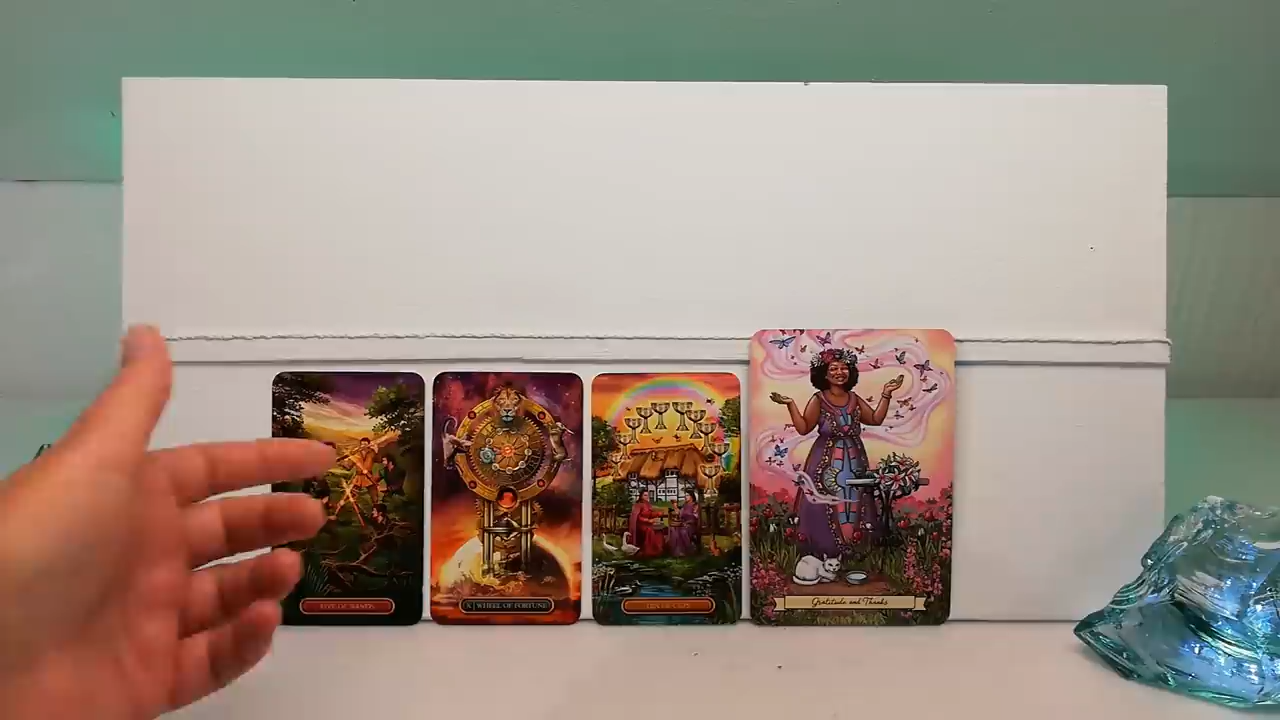 FIVE OF WANDS
X WHEEL OF FORTUNE
TEN OF CUPS
Gratitude and Thanks